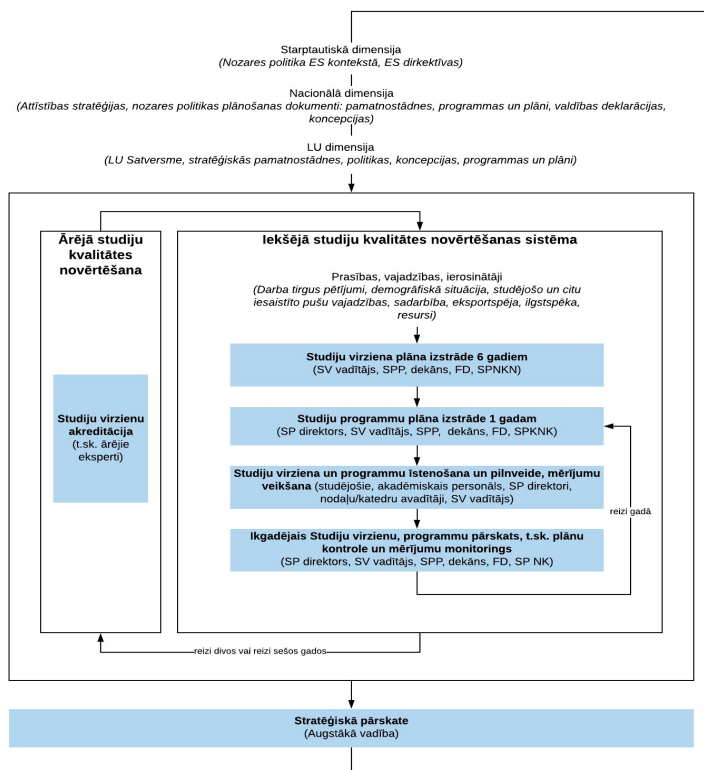 Starptautiskā dimensija
(Nozares politika ES kontekstā, ES dirkektīvas)
Nacionālā dimensija
(Attīstības stratēģijas, nozares politikas plānošanas dokumenti: pamatnostādnes, programmas un plāni, valdības deklarācijas,
koncepcijas)
LU dimensija
(LU Satversme, stratēģiskās pamatnostādnes, politikas, koncepcijas, programmas un plāni)
Ārējā studiju
kvalitātes
novērtēšana
Studiju virzienu
akreditācija
(t.sk. ārējie
eksperti)
Iekšējā studiju kvalitātes novērtēšanas sistēma
Prasības, vajadzības, ierosinātāji
(Darba tirgus pētījumi, demogrāfiskā situācija, studējošo un citu
iesaistīto pušu vajadzības, sadarbība, eksportspēja, ilgstspēka,
resursi)
Studiju virziena plāna izstrāde 6 gadiem
(SV vadītājs, SPP, dekāns, FD, SPNKN)
Studiju programmu plāna izstrāde 1 gadam
(SP direktors, SV vadītājs, SPP, dekāns, FD, SPKNK)
Studiju virziena un programmu īstenošana un pilnveide, mērījumu
veikšana (studējošie, akadēmiskais personāls, SP direktori,
nodaļu/katedru avadītāji, SV vadītājs)
reizi gadā
Ikgadējais Studiju virzienu, programmu pārskats, t.sk. plānu
kontrole un mērījumu monitorings
(SP direktors, SV vadītājs, SPP, dekāns, FD, SP NK)
reizi divos vai reizi sešos gados
Stratēģiskā pārskate
(Augstākā vadība)